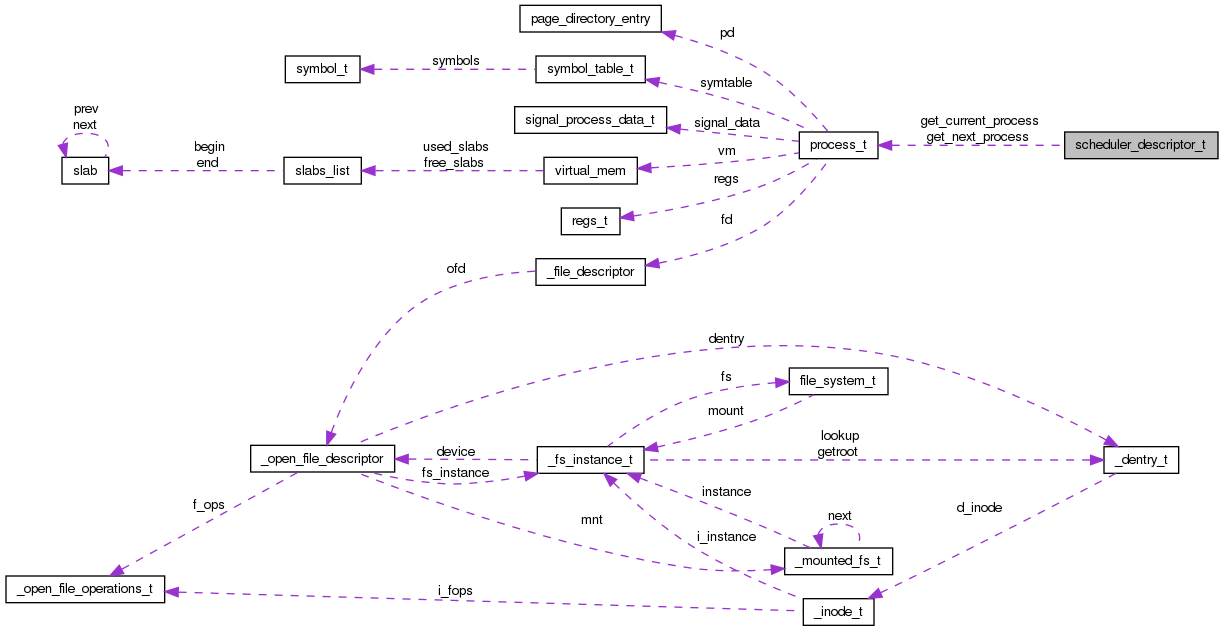 page_directory_entry
pd
symbol_t
symbols
symbol_table_t
symtable
prev
next
signal_process_data_t
signal_data
get_current_process
get_next_process
process_t
scheduler_descriptor_t
begin
end
used_slabs
free_slabs
vm
slab
slabs_list
virtual_mem
regs
regs_t
fd
ofd
_file_descriptor
dentry
fs
file_system_t
mount
lookup
getroot
_open_file_descriptor
device
fs_instance
_fs_instance_t
_dentry_t
f_ops
mnt
instance
next
d_inode
i_instance
_mounted_fs_t
_open_file_operations_t
i_fops
_inode_t